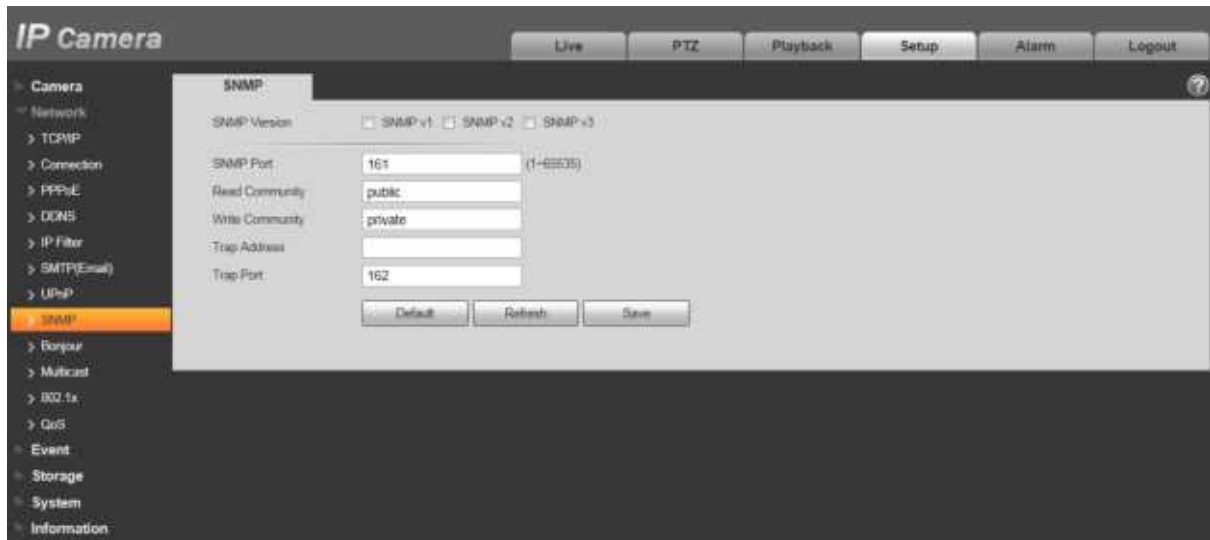 IP Camera
Live
PTZ
Playback
Setup
Alarm
Logout
Camera
Network
TCP/IP
Connection
PPPoE
DDNS
IP Filter
SMTP(Email)
UPnP
SNMP
Bonjour
Multicast
802.1x
QoS
Event
Storage
System
Information
SNMP
?
SNMP Version SNMP v1 SNMP v2 SNMP v3
SNMP Port 161 (1~65535)
Read Community public
Write Community private
Trap Address
Trap Port 162
Default Refresh Save